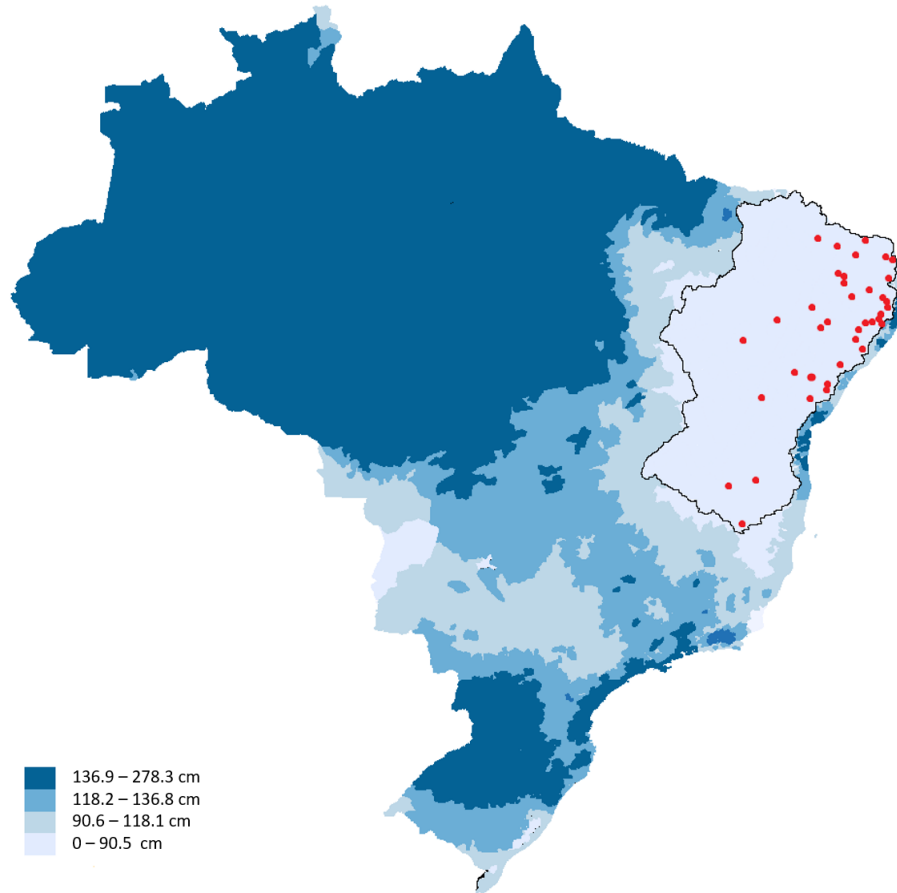 136.9 – 278.3 cm
118.2 – 136.8 cm
90.6 – 118.1 cm
0 – 90.5  cm